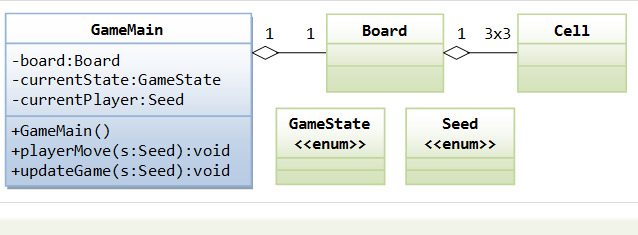 GameMain
-board:Board
-currentState:GameState
-currentPlayer:Seed
+GameMain()
+playerMove(s:Seed):void
+updateGame(s:Seed):void
1 1
Board
1 3x3
Cell
GameState
<<enum>>
Seed
<<enum>>